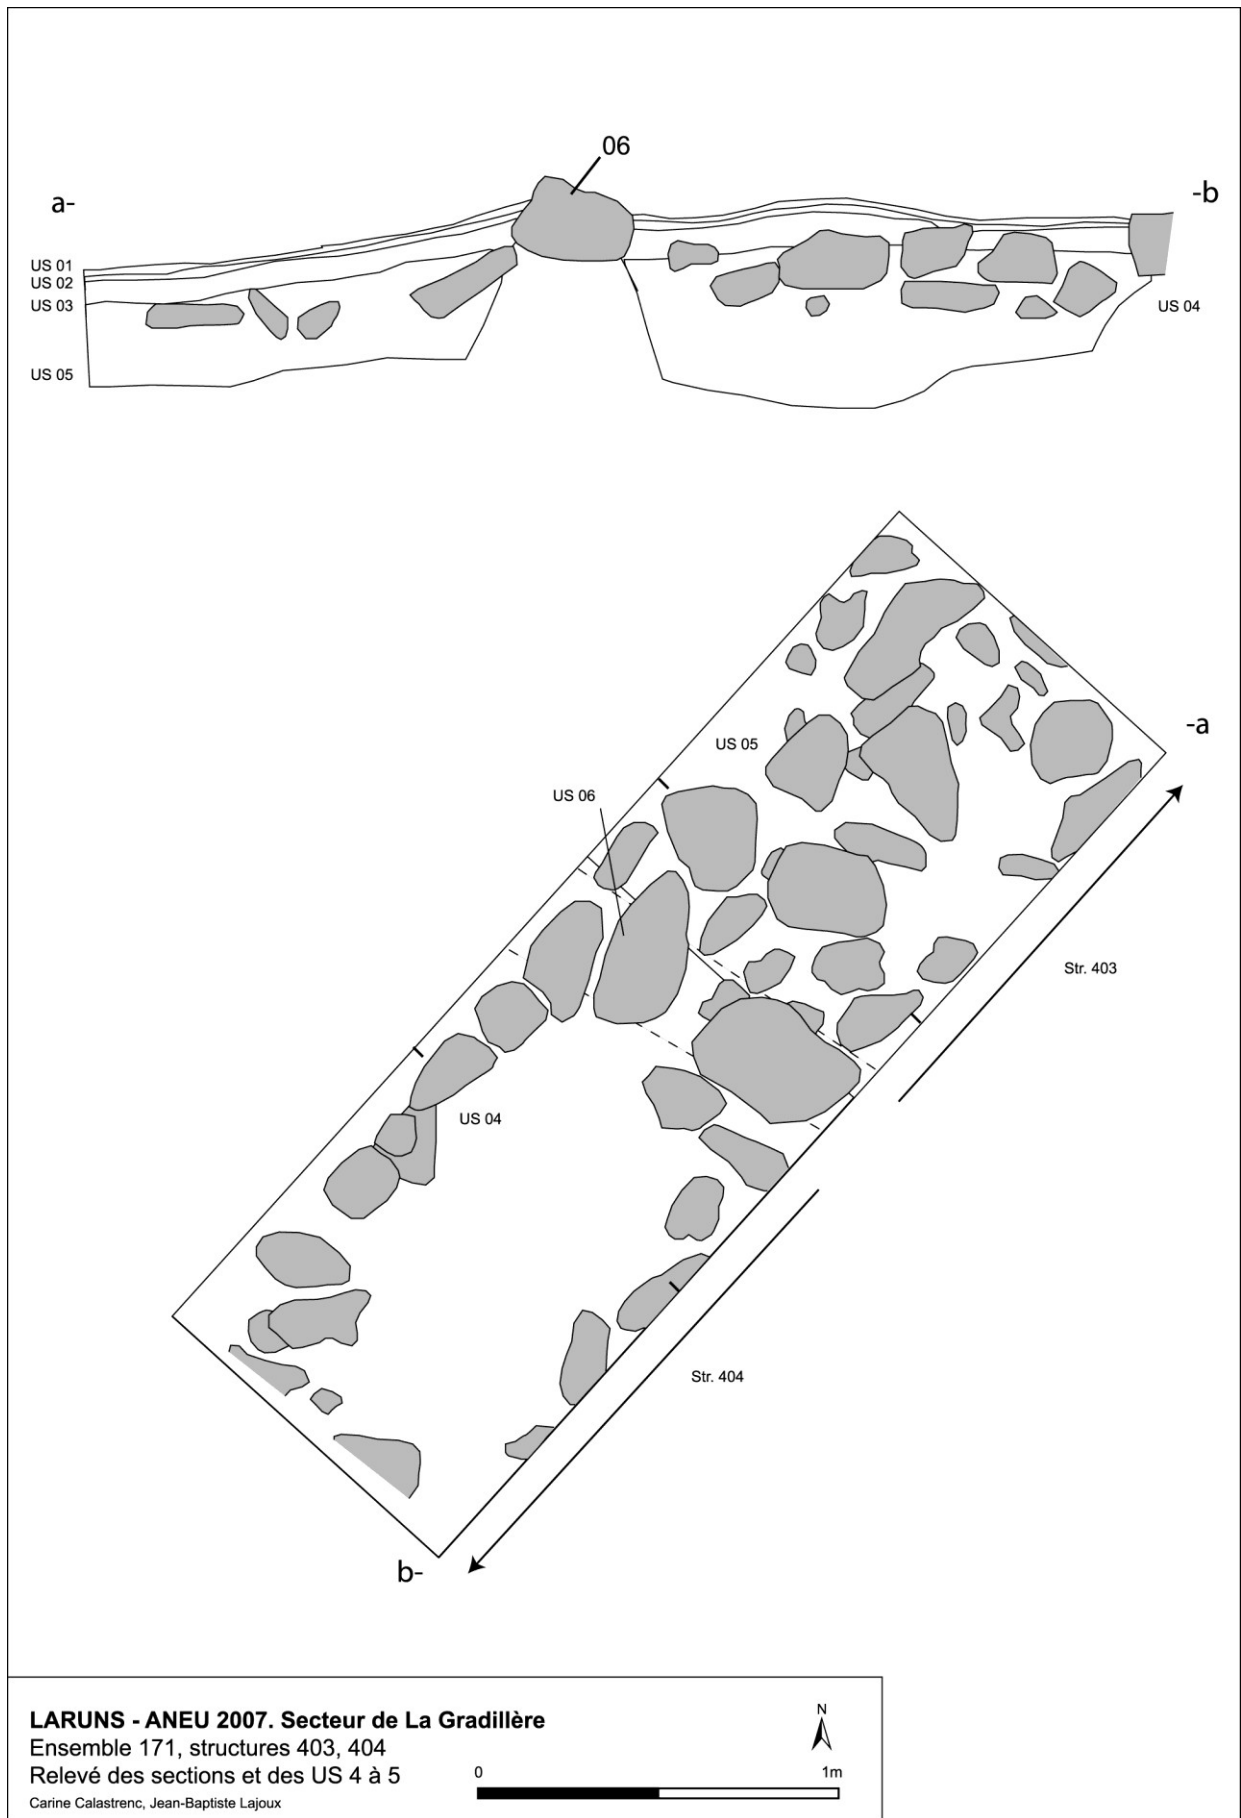 06
a-
-b
US 01
US 02
US 03
US 04
US 05
-a
US 05
US 06
Str. 403
US 04
Str. 404
b-
LARUNS - ANEU 2007. Secteur de La Gradillère
Ensemble 171, structures 403, 404
Relevé des sections et des US 4 à 5
Carine Calastrenc, Jean-Baptiste Lajoux
N
0 1m